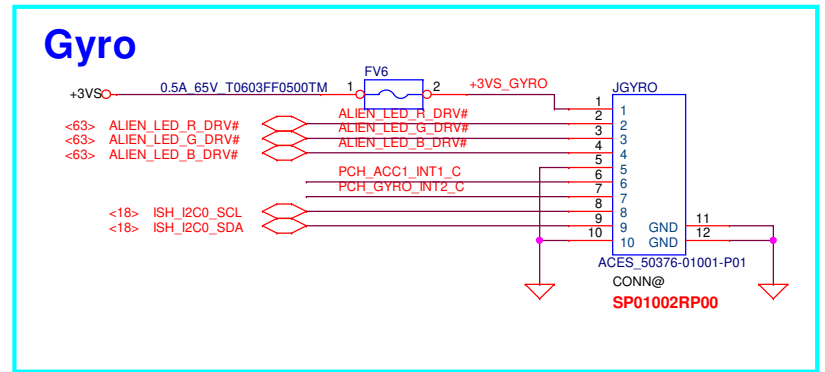 Gyro
FV6
+3VS 0.5A_65V_T0603FF0500TM 1 2 +3VS_GYRO JGYRO
ALIEN_LED_R_DRV# 1 1
<63> ALIEN_LED_R_DRV# ALIEN_LED_G_DRV# 2 2
<63> ALIEN_LED_G_DRV# ALIEN_LED_B_DRV# 3 3
<63> ALIEN_LED_B_DRV# 4 4
PCH_ACC1_INT1_C 5 5
PCH_GYRO_INT2_C 6 6
7 7
<18> ISH_I2C0_SCL 8 8
<18> ISH_I2C0_SDA 9 9 GND 11
10 10 GND 12
ACES_50376-01001-P01
CONN@
SP01002RP00